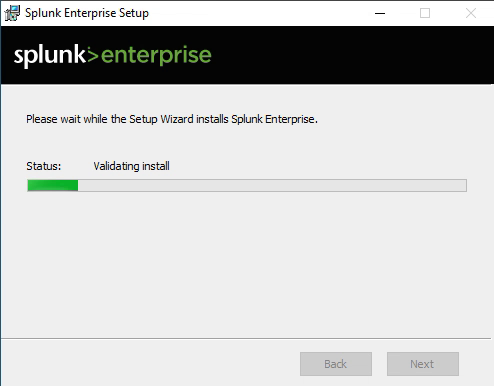 Splunk Enterprise Setup
splunk>enterprise
Please wait while the Setup Wizard installs Splunk Enterprise.
Status: Validating install
Back Next